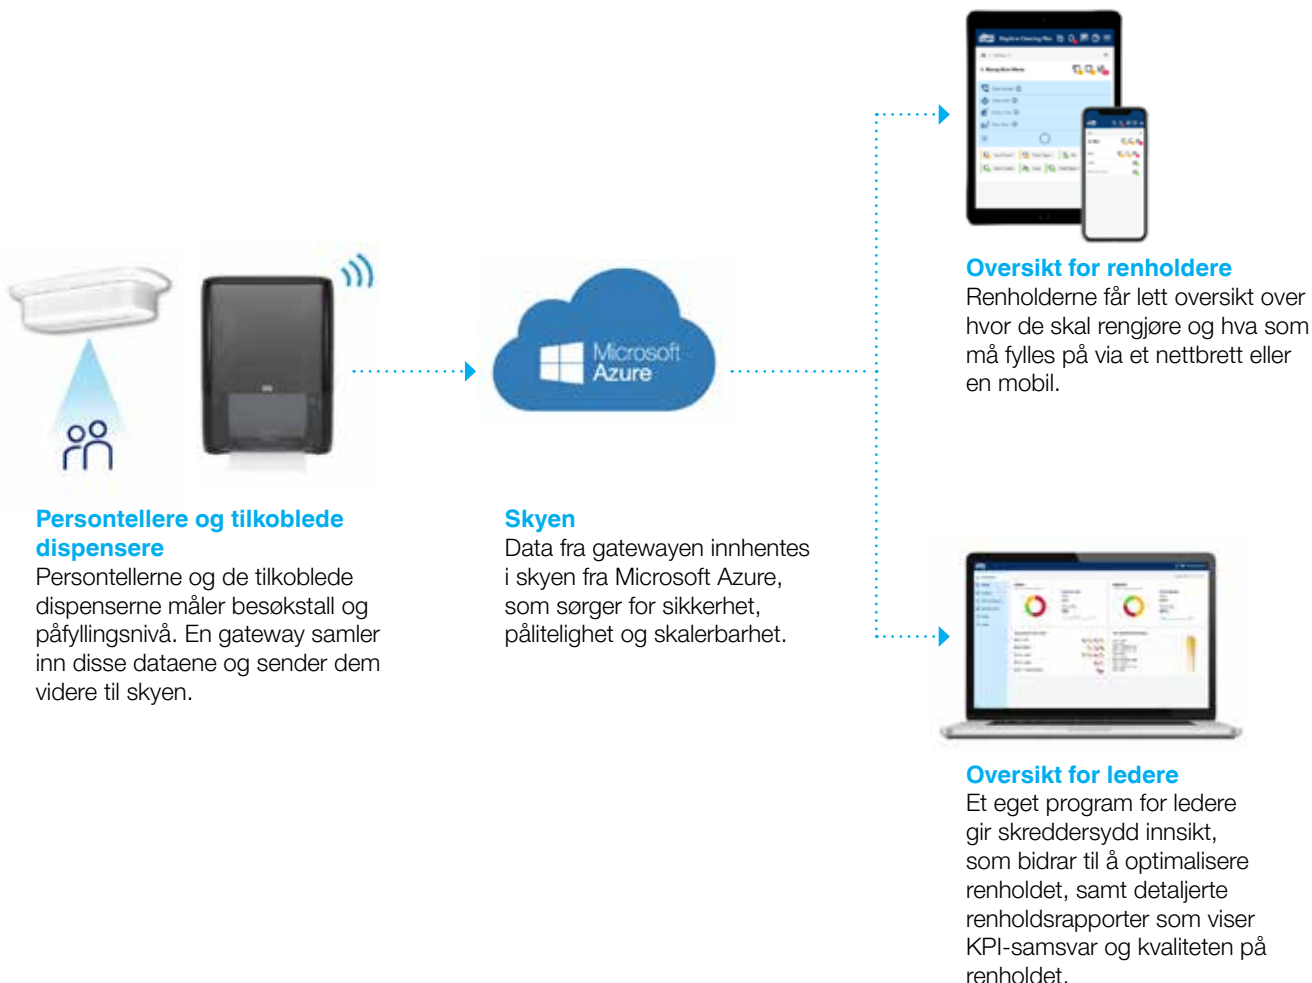 Microsoft
Azure
Persontellere og tilkoblede
dispensere
Persontellerne og de tilkoblede
dispenserne måler besøkstall og
påfyllingsnivå. En gateway samler
inn disse dataene og sender dem
videre til skyen.
Skyen
Data fra gatewayen innhentes
i skyen fra Microsoft Azure,
som sørger for sikkerhet,
pålitelighet og skalerbarhet.
Oversikt for renholdere
Renholderne får lett oversikt over
hvor de skal rengjøre og hva som
må fylles på via et nettbrett eller
en mobil.
Oversikt for ledere
Et eget program for ledere
gir skreddersydd innsikt,
som bidrar til å optimalisere
renholdet, samt detaljerte
renholdsrapporter som viser
KPI-samsvar og kvaliteten på
renholdet.